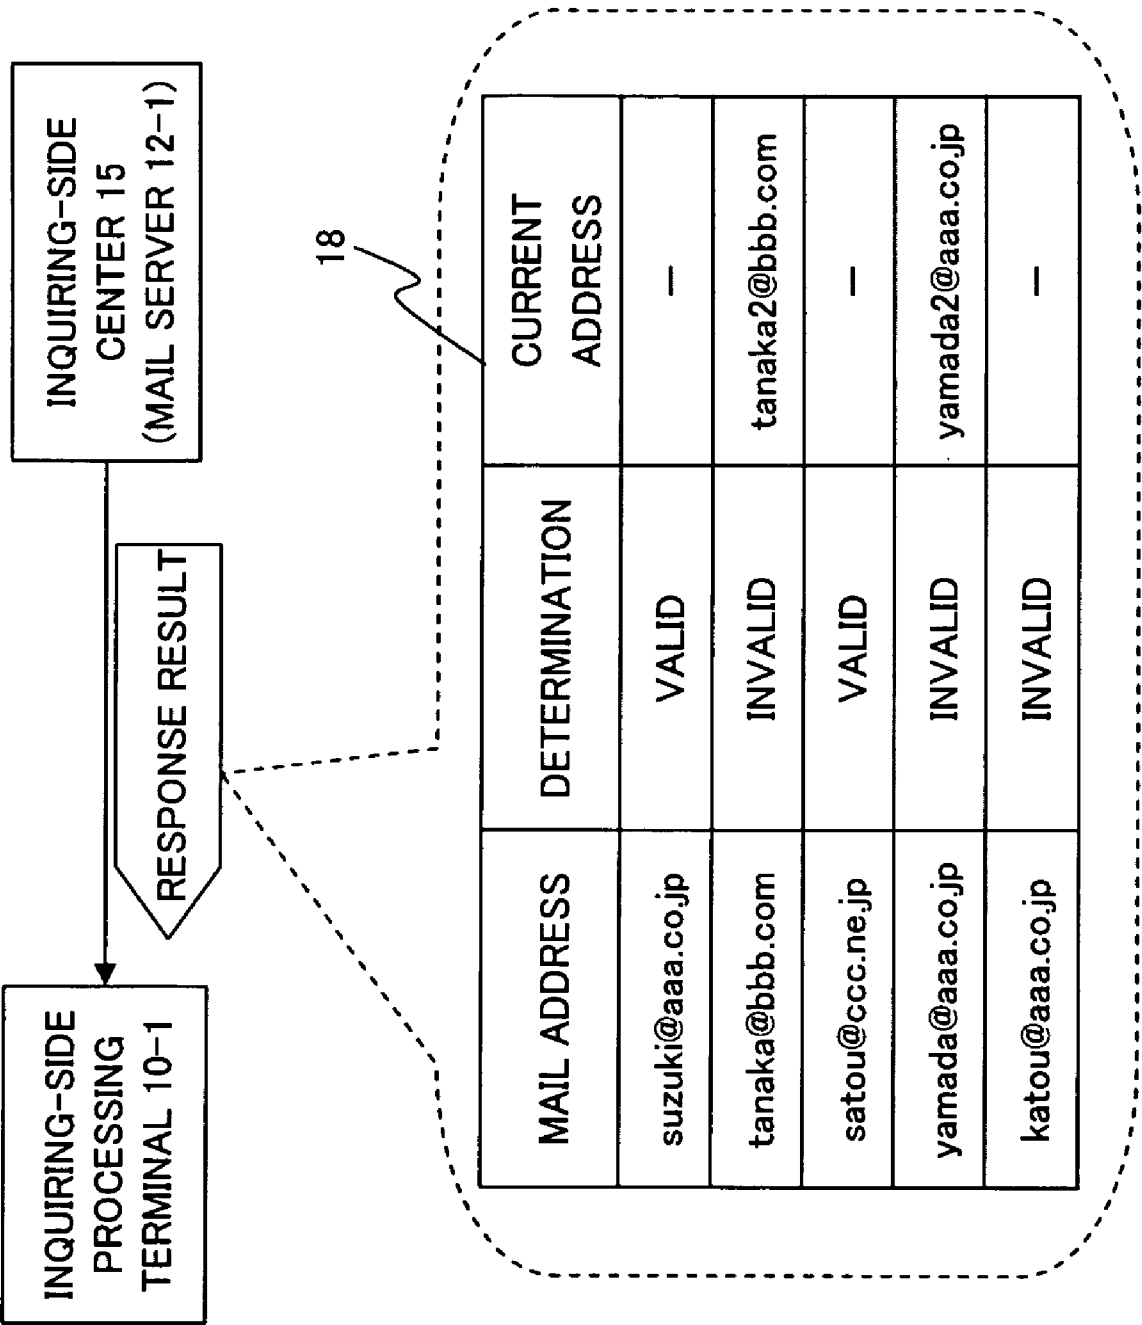 INQUIRING-SIDE
PROCESSING
TERMINAL 10-1
RESPONSE RESULT
INQUIRING-SIDE
CENTER 15
(MAIL SERVER 12-1)
18
MAIL ADDRESS DETERMINATION CURRENT ADDRESS
suzuki@aaa.co.jp VALID —
tanaka@bbb.com INVALID tanaka2@bbb.com
satou@ccc.ne.jp VALID —
yamada@aaa.co.jp INVALID yamada2@aaa.co.jp
katou@aaa.co.jp INVALID —